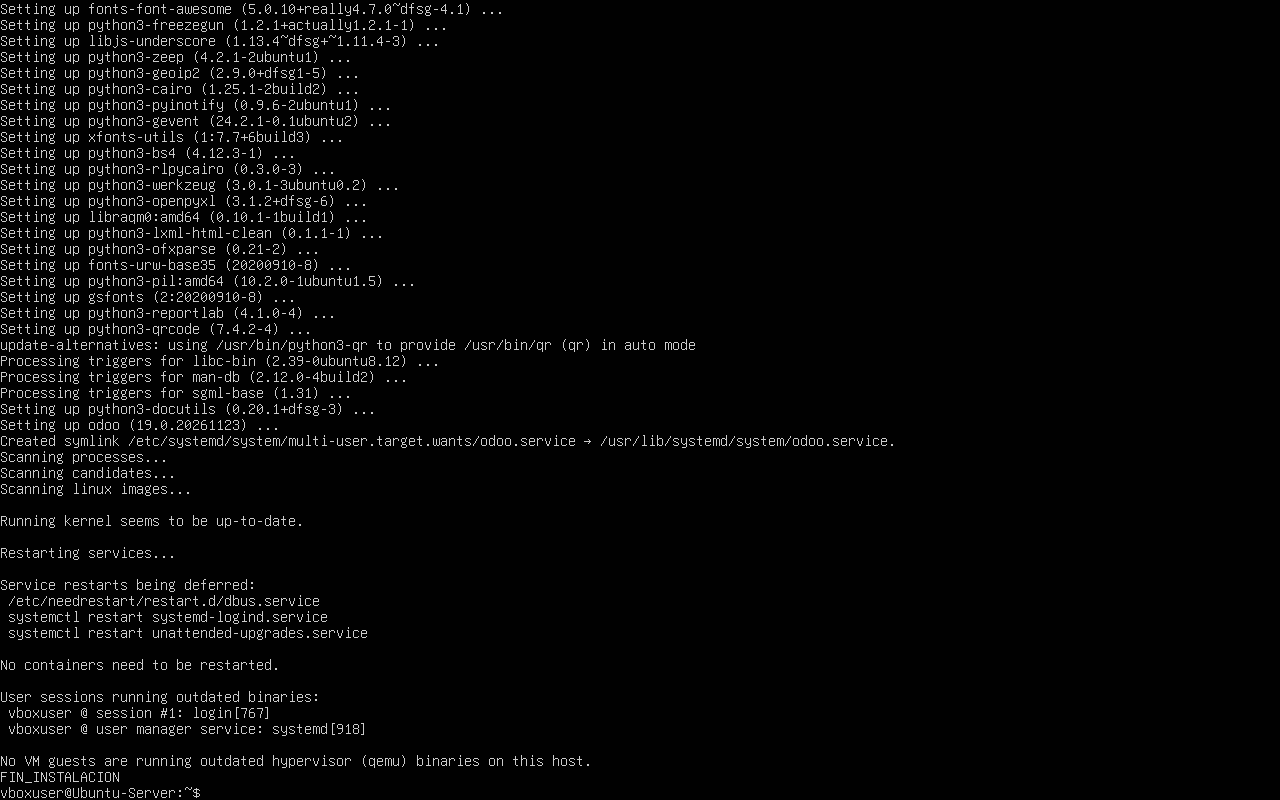 Setting up fonts-font-awesome (5.0.10+really4.7.0~dfsg-4.1) ...
Setting up python3-freezegun (1.2.1+actually1.2.1-1) ...
Setting up libjs-underscore (1.13.4~dfsg+~1.11.4-3) ...
Setting up python3-zeep (4.2.1-2ubuntu1) ...
Setting up python3-geoip2 (2.9.0+dfsg1-5) ...
Setting up python3-cairo (1.25.1-2build2) ...
Setting up python3-pyinotify (0.9.6-2ubuntu1) ...
Setting up python3-gevent (24.2.1-0.1ubuntu2) ...
Setting up xfonts-utils (1:7.7+6build3) ...
Setting up python3-bs4 (4.12.3-1) ...
Setting up python3-rlpycairo (0.3.0-3) ...
Setting up python3-werkzeug (3.0.1-3ubuntu0.2) ...
Setting up python3-openpyxl (3.1.2+dfsg-6) ...
Setting up libraqm0:amd64 (0.10.1-1build1) ...
Setting up python3-lxml-html-clean (0.1.1-1) ...
Setting up python3-ofxparse (0.21-2) ...
Setting up fonts-urw-base35 (20200910-8) ...
Setting up python3-pil:amd64 (10.2.0-1ubuntu1.5) ...
Setting up gsfonts (2:20200910-8) ...
Setting up python3-reportlab (4.1.0-4) ...
Setting up python3-qrcode (7.4.2-4) ...
update-alternatives: using /usr/bin/python3-qr to provide /usr/bin/qr (qr) in auto mode
Processing triggers for libc-bin (2.39-0ubuntu8.12) ...
Processing triggers for man-db (2.12.0-4build2) ...
Processing triggers for sgml-base (1.31) ...
Setting up python3-docutils (0.20.1+dfsg-3) ...
Setting up odoo (19.0.20261123) ...
Created symlink /etc/systemd/system/multi-user.target.wants/odoo.service → /usr/lib/systemd/system/odoo.service.
Scanning processes...
Scanning candidates...
Scanning linux images...
Running kernel seems to be up-to-date.
Restarting services...
Service restarts being deferred:
/etc/needrestart/restart.d/dbus.service
systemctl restart systemd-logind.service
systemctl restart unattended-upgrades.service
No containers need to be restarted.
User sessions running outdated binaries:
vboxuser @ session #1: login[767]
vboxuser @ user manager service: systemd[918]
No VM guests are running outdated hypervisor (qemu) binaries on this host.
FIN_INSTALACION
vboxuser@Ubuntu-Server:~$